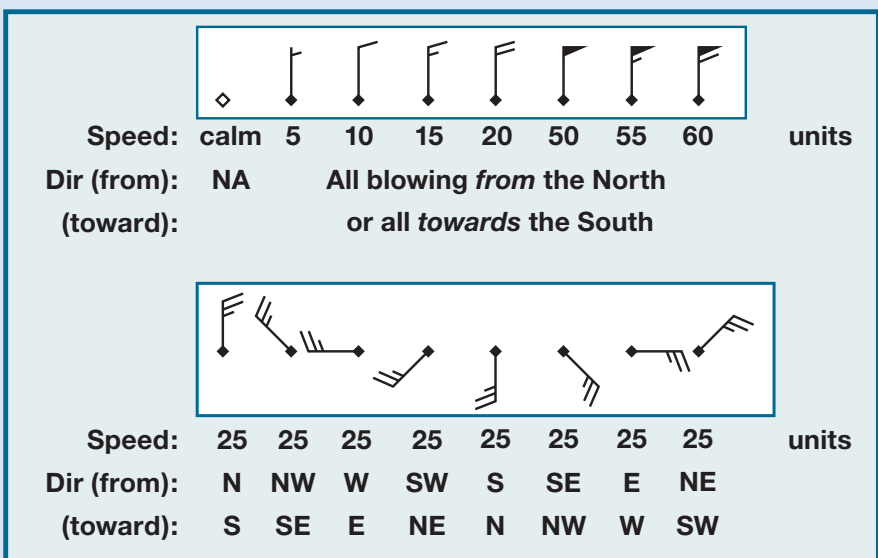 Speed: calm 5 10 15 20 50 55 60 units
Dir (from): NA All blowing from the North
(toward): or all towards the South
Speed: 25 25 25 25 25 25 25 25 units
Dir (from): N NW W SW S SE E NE
(toward): S SE E NE N NW W SW